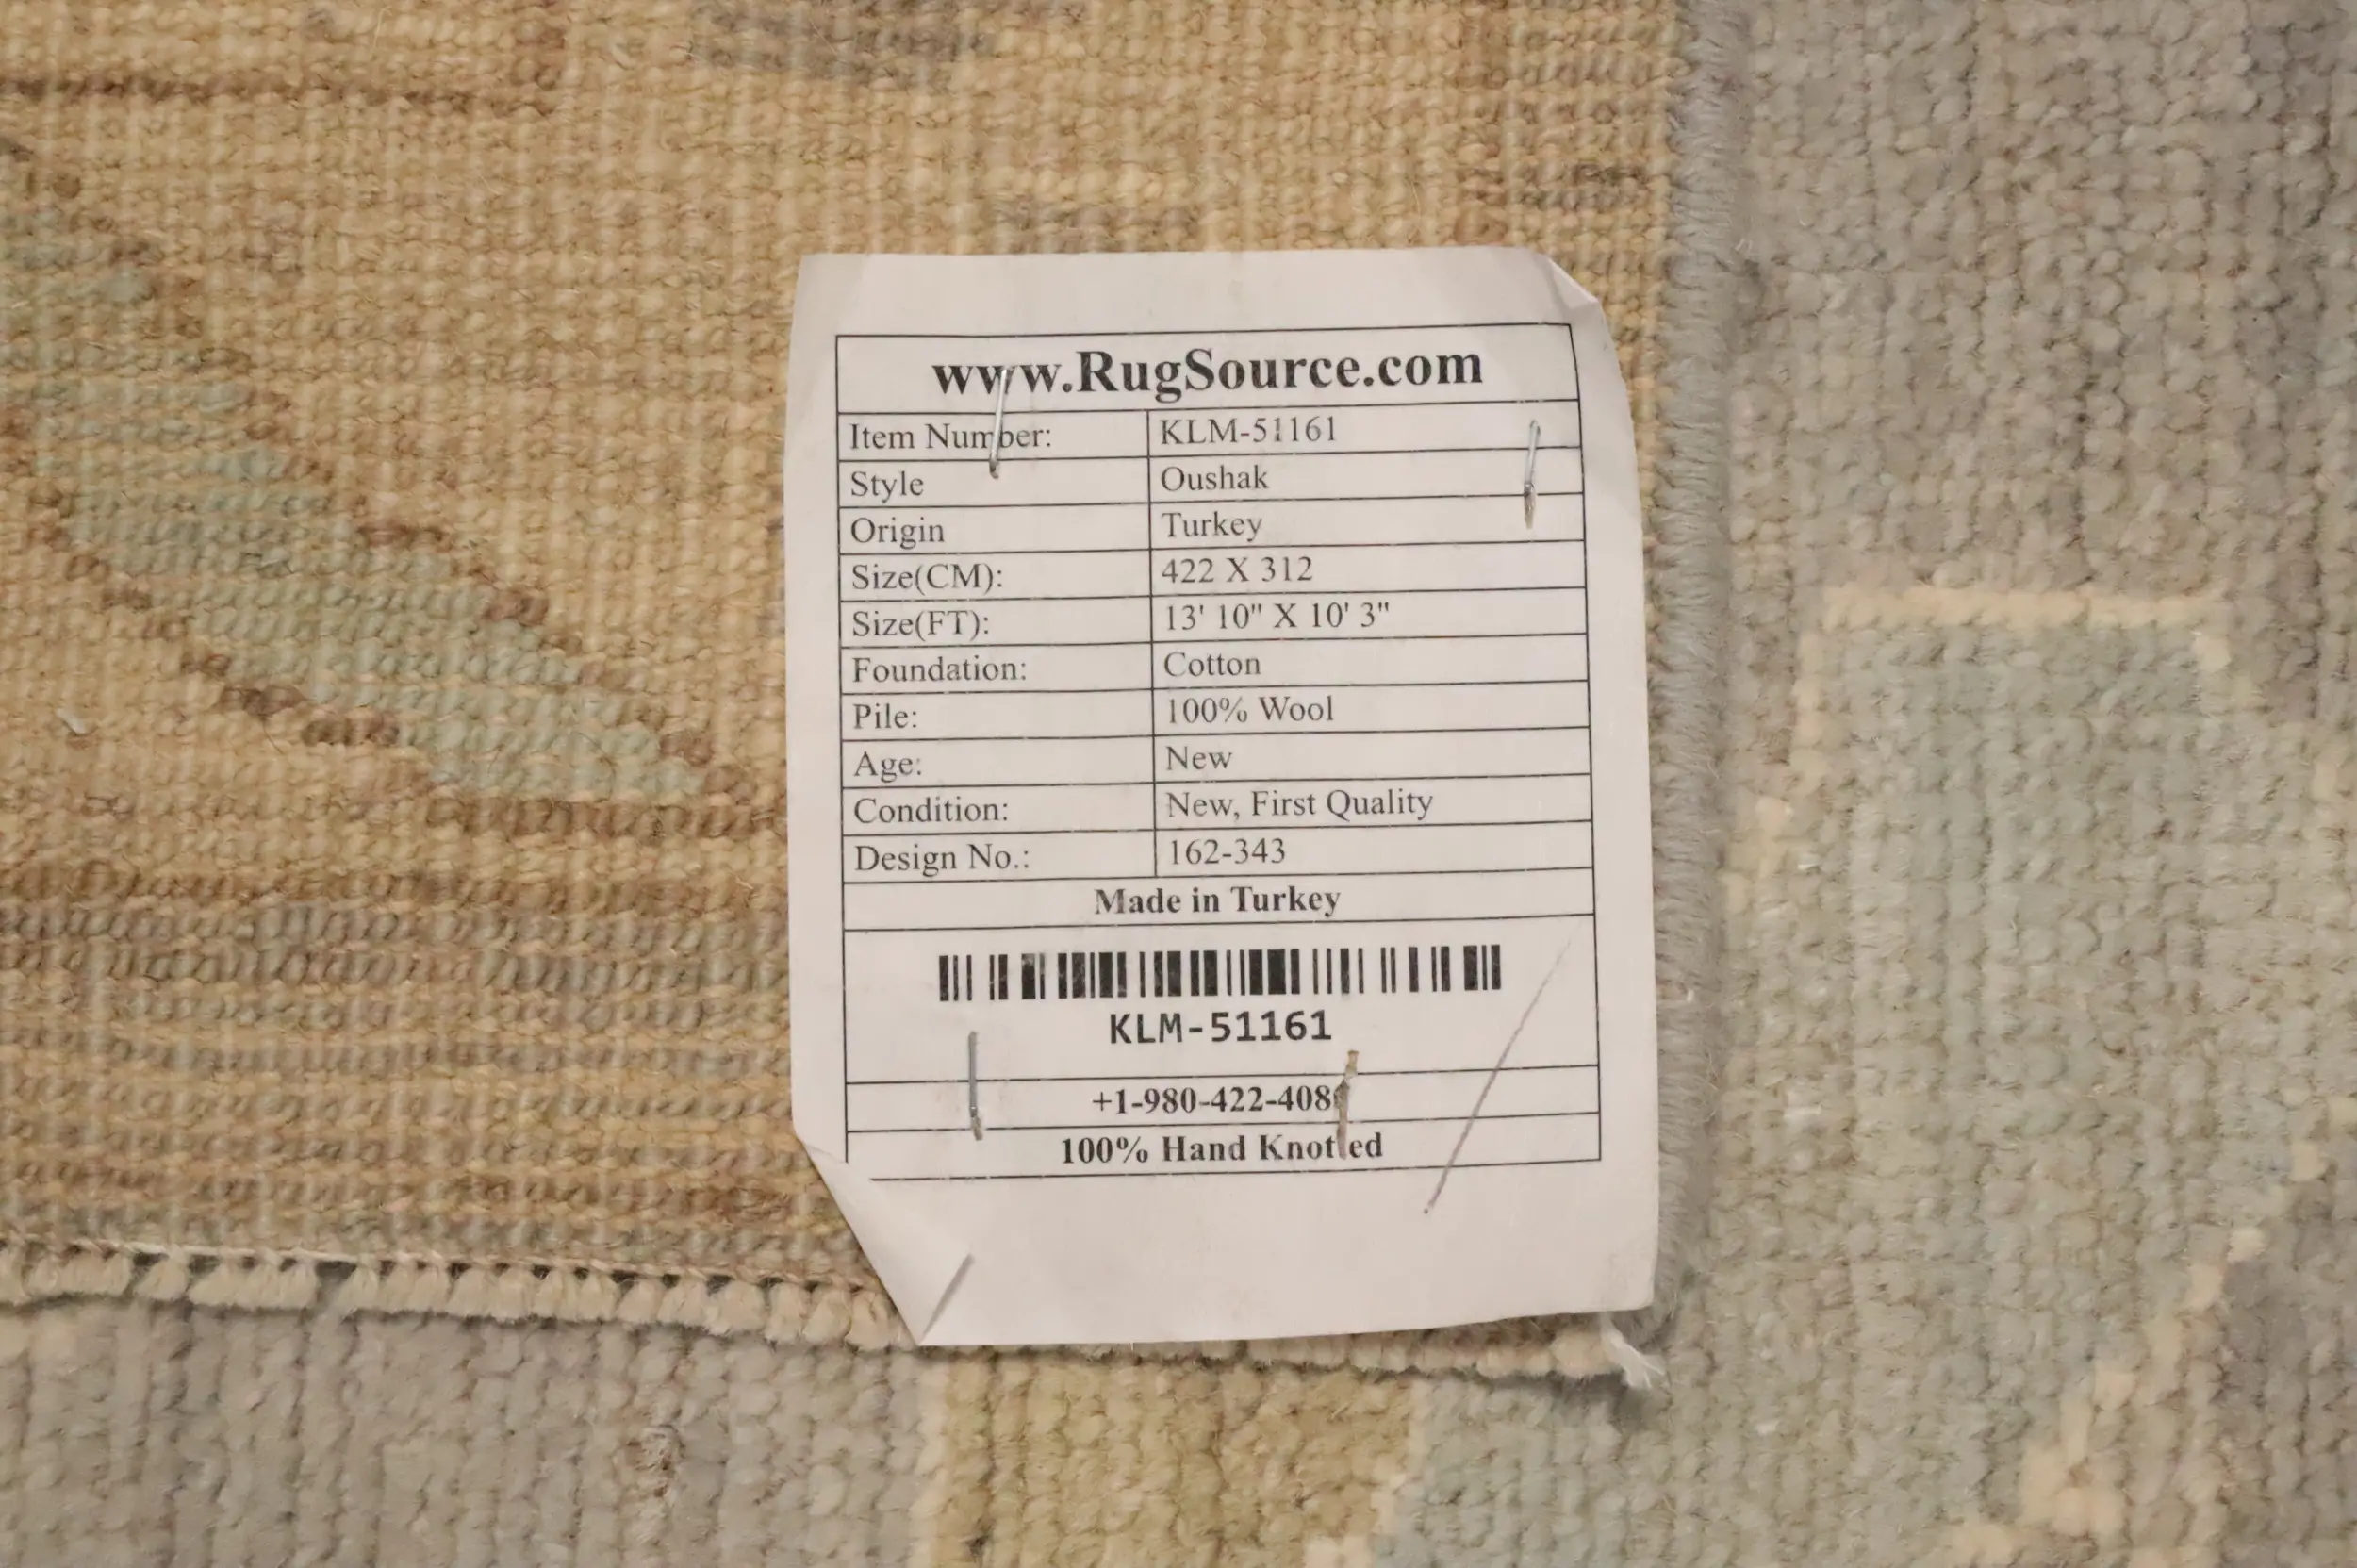 www.RugSource.com
Item Number: KLM-51161
Style Oushak
Origin Turkey
Size(CM): 422 X 312
Size(FT): 13' 10" X 10' 3"
Foundation: Cotton
Pile: 100% Wool
Age: New
Condition: New, First Quality
Design No.: 162-343
Made in Turkey
KLM-51161
100% Hand Knotted